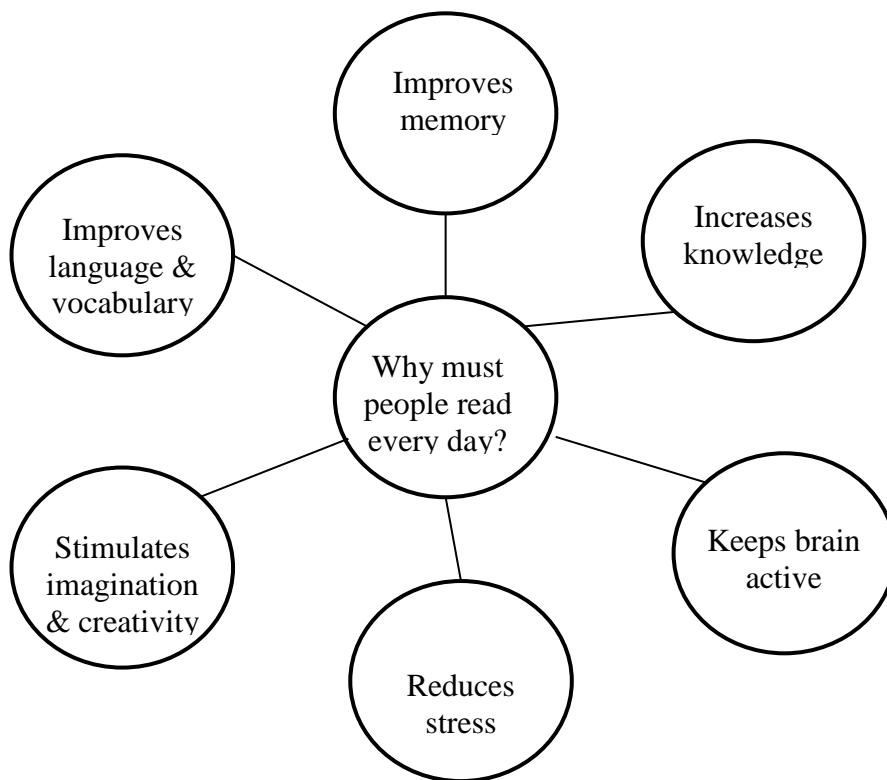 Improves
memory
Increases
knowledge
Improves
language &
vocabulary
Why must
people read
every day?
Keeps brain
active
Stimulates
imagination
& creativity
Reduces
stress